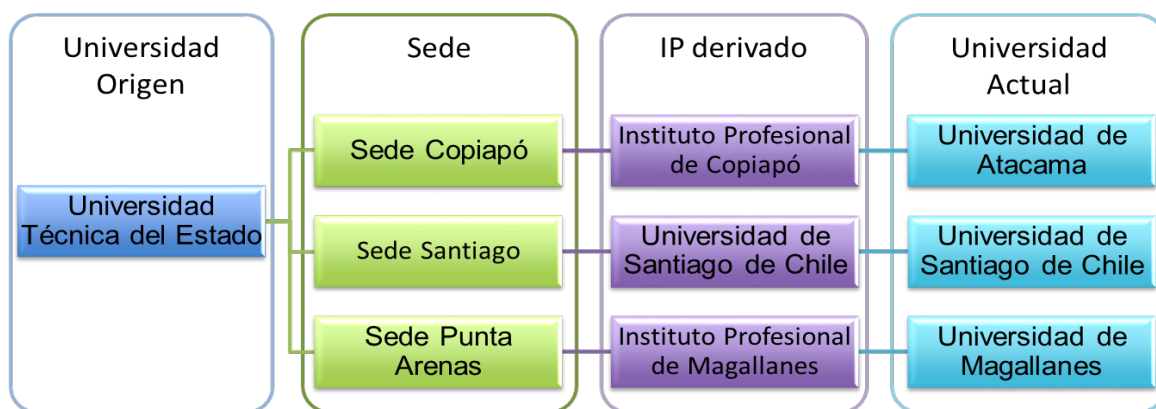 Universidad
Origen
Sede
IP derivado
Universidad
Actual
Universidad
Técnica del Estado
Sede Copiapó
Instituto Profesional
de Copiapó
Universidad de
Atacama
Sede Santiago
Universidad de
Santiago de Chile
Universidad de
Santiago de Chile
Sede Punta
Arenas
Instituto Profesional
de Magallanes
Universidad de
Magallanes